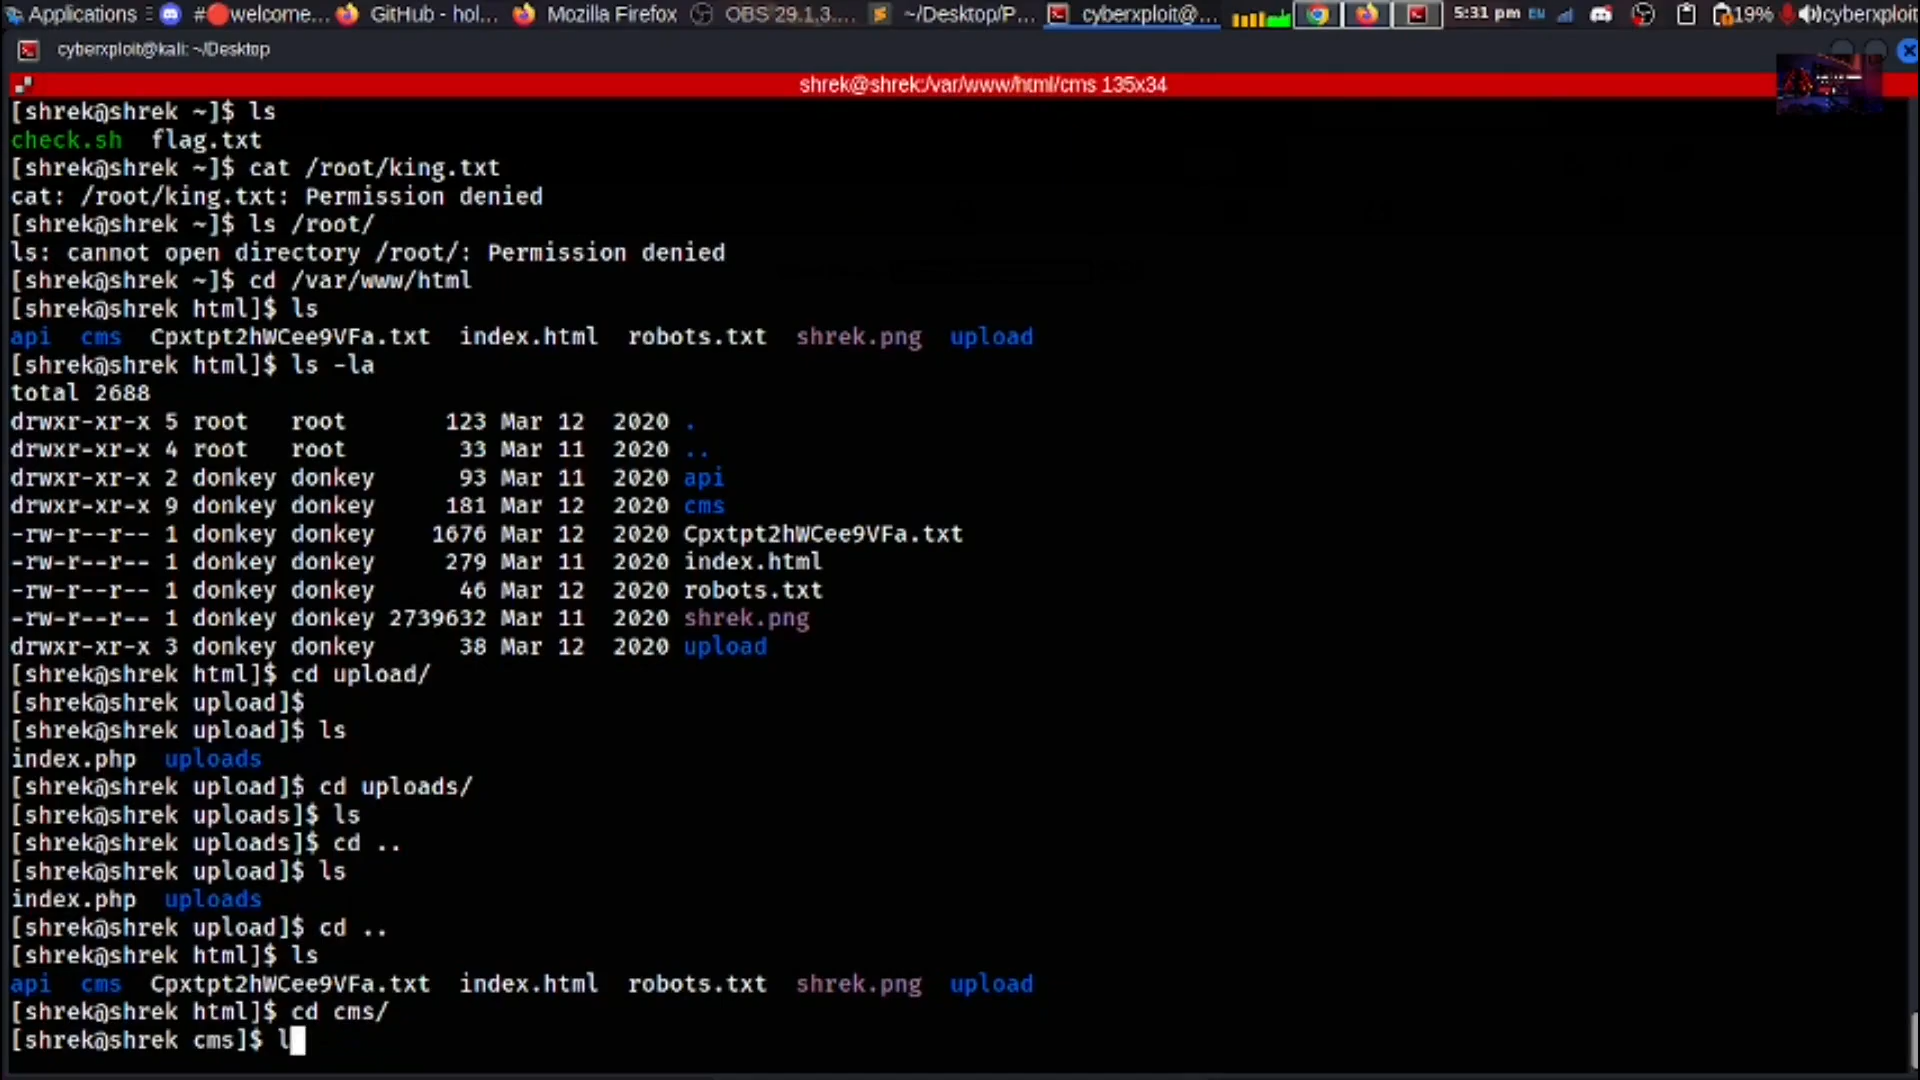 Applications #🔴welcome... GitHub - hol... Mozilla Firefox OBS 29.1.3.... ~/Desktop/P... cyberxploit@... 5:31 pm EN 19% cyberxploit
cyberxploit@kali: ~/Desktop
shrek@shrek:/var/www/html/cms 135x34
[shrek@shrek ~]$ ls
check.sh flag.txt
[shrek@shrek ~]$ cat /root/king.txt
cat: /root/king.txt: Permission denied
[shrek@shrek ~]$ ls /root/
ls: cannot open directory /root/: Permission denied
[shrek@shrek ~]$ cd /var/www/html
[shrek@shrek html]$ ls
api cms Cpxtpt2hWCee9VFa.txt index.html robots.txt shrek.png upload
[shrek@shrek html]$ ls -la
total 2688
drwxr-xr-x 5 root root 123 Mar 12 2020 .
drwxr-xr-x 4 root root 33 Mar 11 2020 ..
drwxr-xr-x 2 donkey donkey 93 Mar 11 2020 api
drwxr-xr-x 9 donkey donkey 181 Mar 12 2020 cms
-rw-r--r-- 1 donkey donkey 1676 Mar 12 2020 Cpxtpt2hWCee9VFa.txt
-rw-r--r-- 1 donkey donkey 279 Mar 11 2020 index.html
-rw-r--r-- 1 donkey donkey 46 Mar 12 2020 robots.txt
-rw-r--r-- 1 donkey donkey 2739632 Mar 11 2020 shrek.png
drwxr-xr-x 3 donkey donkey 38 Mar 12 2020 upload
[shrek@shrek html]$ cd upload/
[shrek@shrek upload]$
[shrek@shrek upload]$ ls
index.php uploads
[shrek@shrek upload]$ cd uploads/
[shrek@shrek uploads]$ ls
[shrek@shrek uploads]$ cd ..
[shrek@shrek upload]$ ls
index.php uploads
[shrek@shrek upload]$ cd ..
[shrek@shrek html]$ ls
api cms Cpxtpt2hWCee9VFa.txt index.html robots.txt shrek.png upload
[shrek@shrek html]$ cd cms/
[shrek@shrek cms]$ l